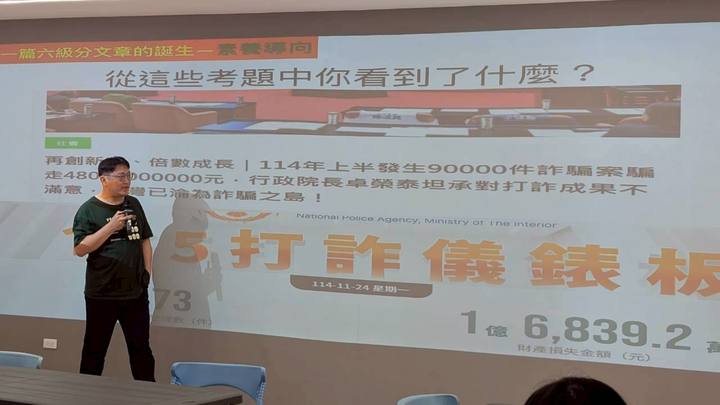 一篇六級分文章的誕生－素養導向
從這些考題中你看到了什麼？
社會
再創新 、倍數成長｜114年上半發生90000件詐騙案騙
走480 000000元．行政院長卓榮泰坦承對打詐成果不
滿意， 已淪為詐騙之島！
National Police Agency, Ministry of The Interior
5打詐儀錶板
114-11-24 星期一
73
1億 6,839.2 萬
(件)
財產損失金額（元）